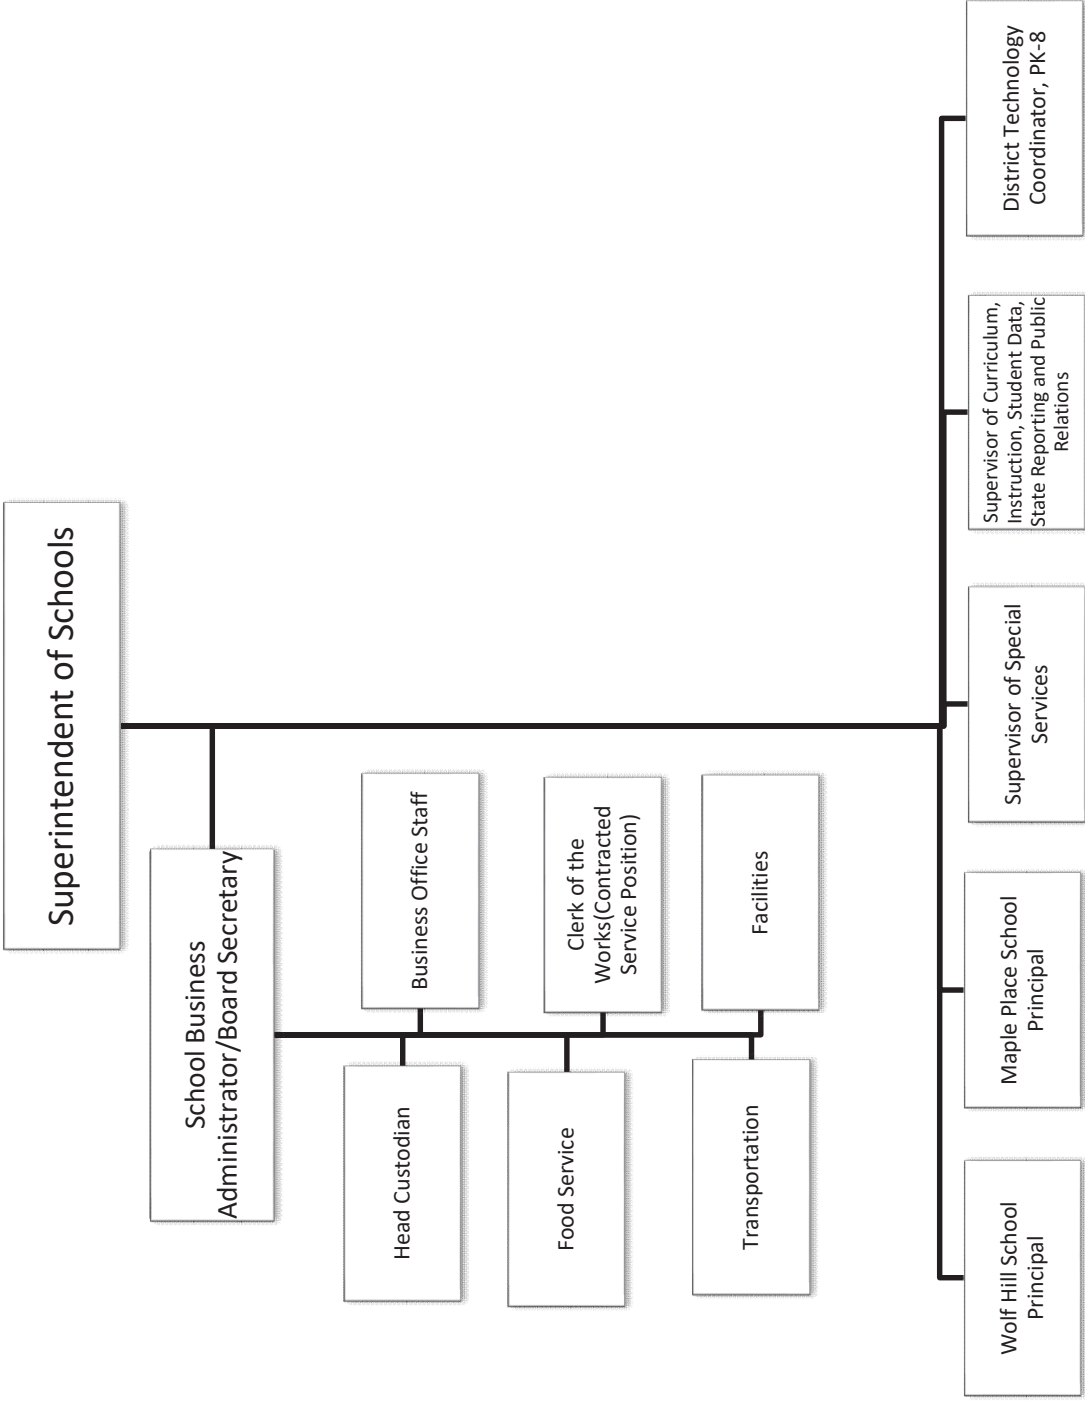 Superintendent of Schools
School Business
Administrator/Board Secretary
Head Custodian
Business Office Staff
Food Service
Clerk of the
Works(Contracted
Service Position)
Transportation
Facilities
Wolf Hill School
Principal
Maple Place School
Principal
Supervisor of Special
Services
Supervisor of Curriculum,
Instruction, Student Data,
State Reporting and Public
Relations
District Technology
Coordinator, PK-8